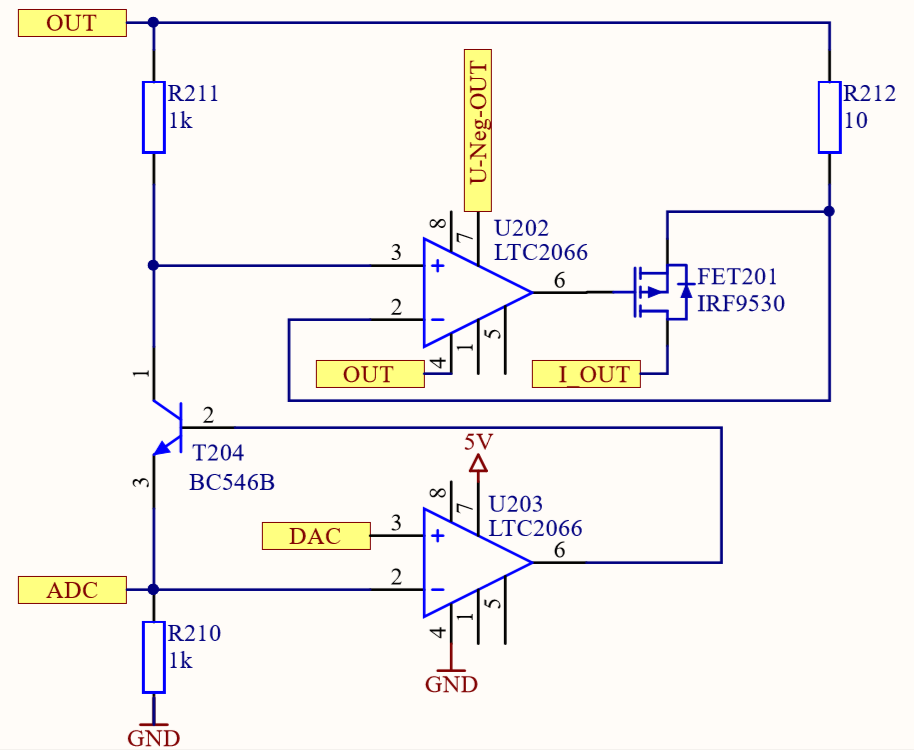 OUT
R211
1k
R212
10
U-Neg-OUT
8
7
U202
LTC2066
3
+
6
2
−
FET201
IRF9530
OUT
4
1
5
I_OUT
1
2
T204
BC546B
3
5V
8
7
U203
LTC2066
DAC
3
+
6
ADC
2
−
4
1
5
R210
1k
GND
GND